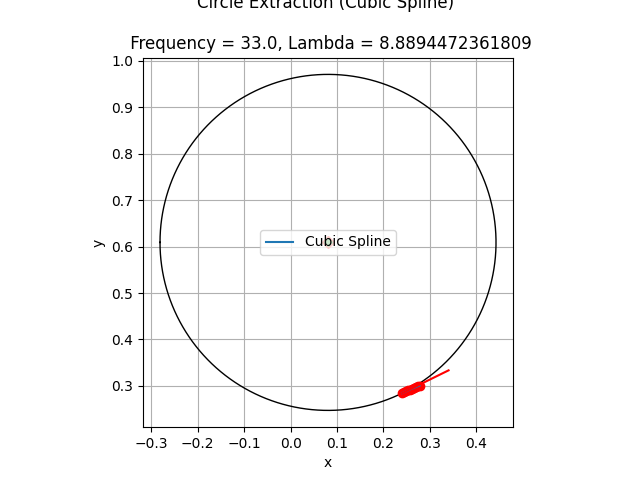 Circle Extraction (Cubic Spline)
Frequency = 33.0, Lambda = 8.8894472361809
1.0
0.9
0.8
0.7
y
0.6
Cubic Spline
0.5
0.4
0.3
−0.3 −0.2 −0.1 0.0 0.1 0.2 0.3 0.4
x